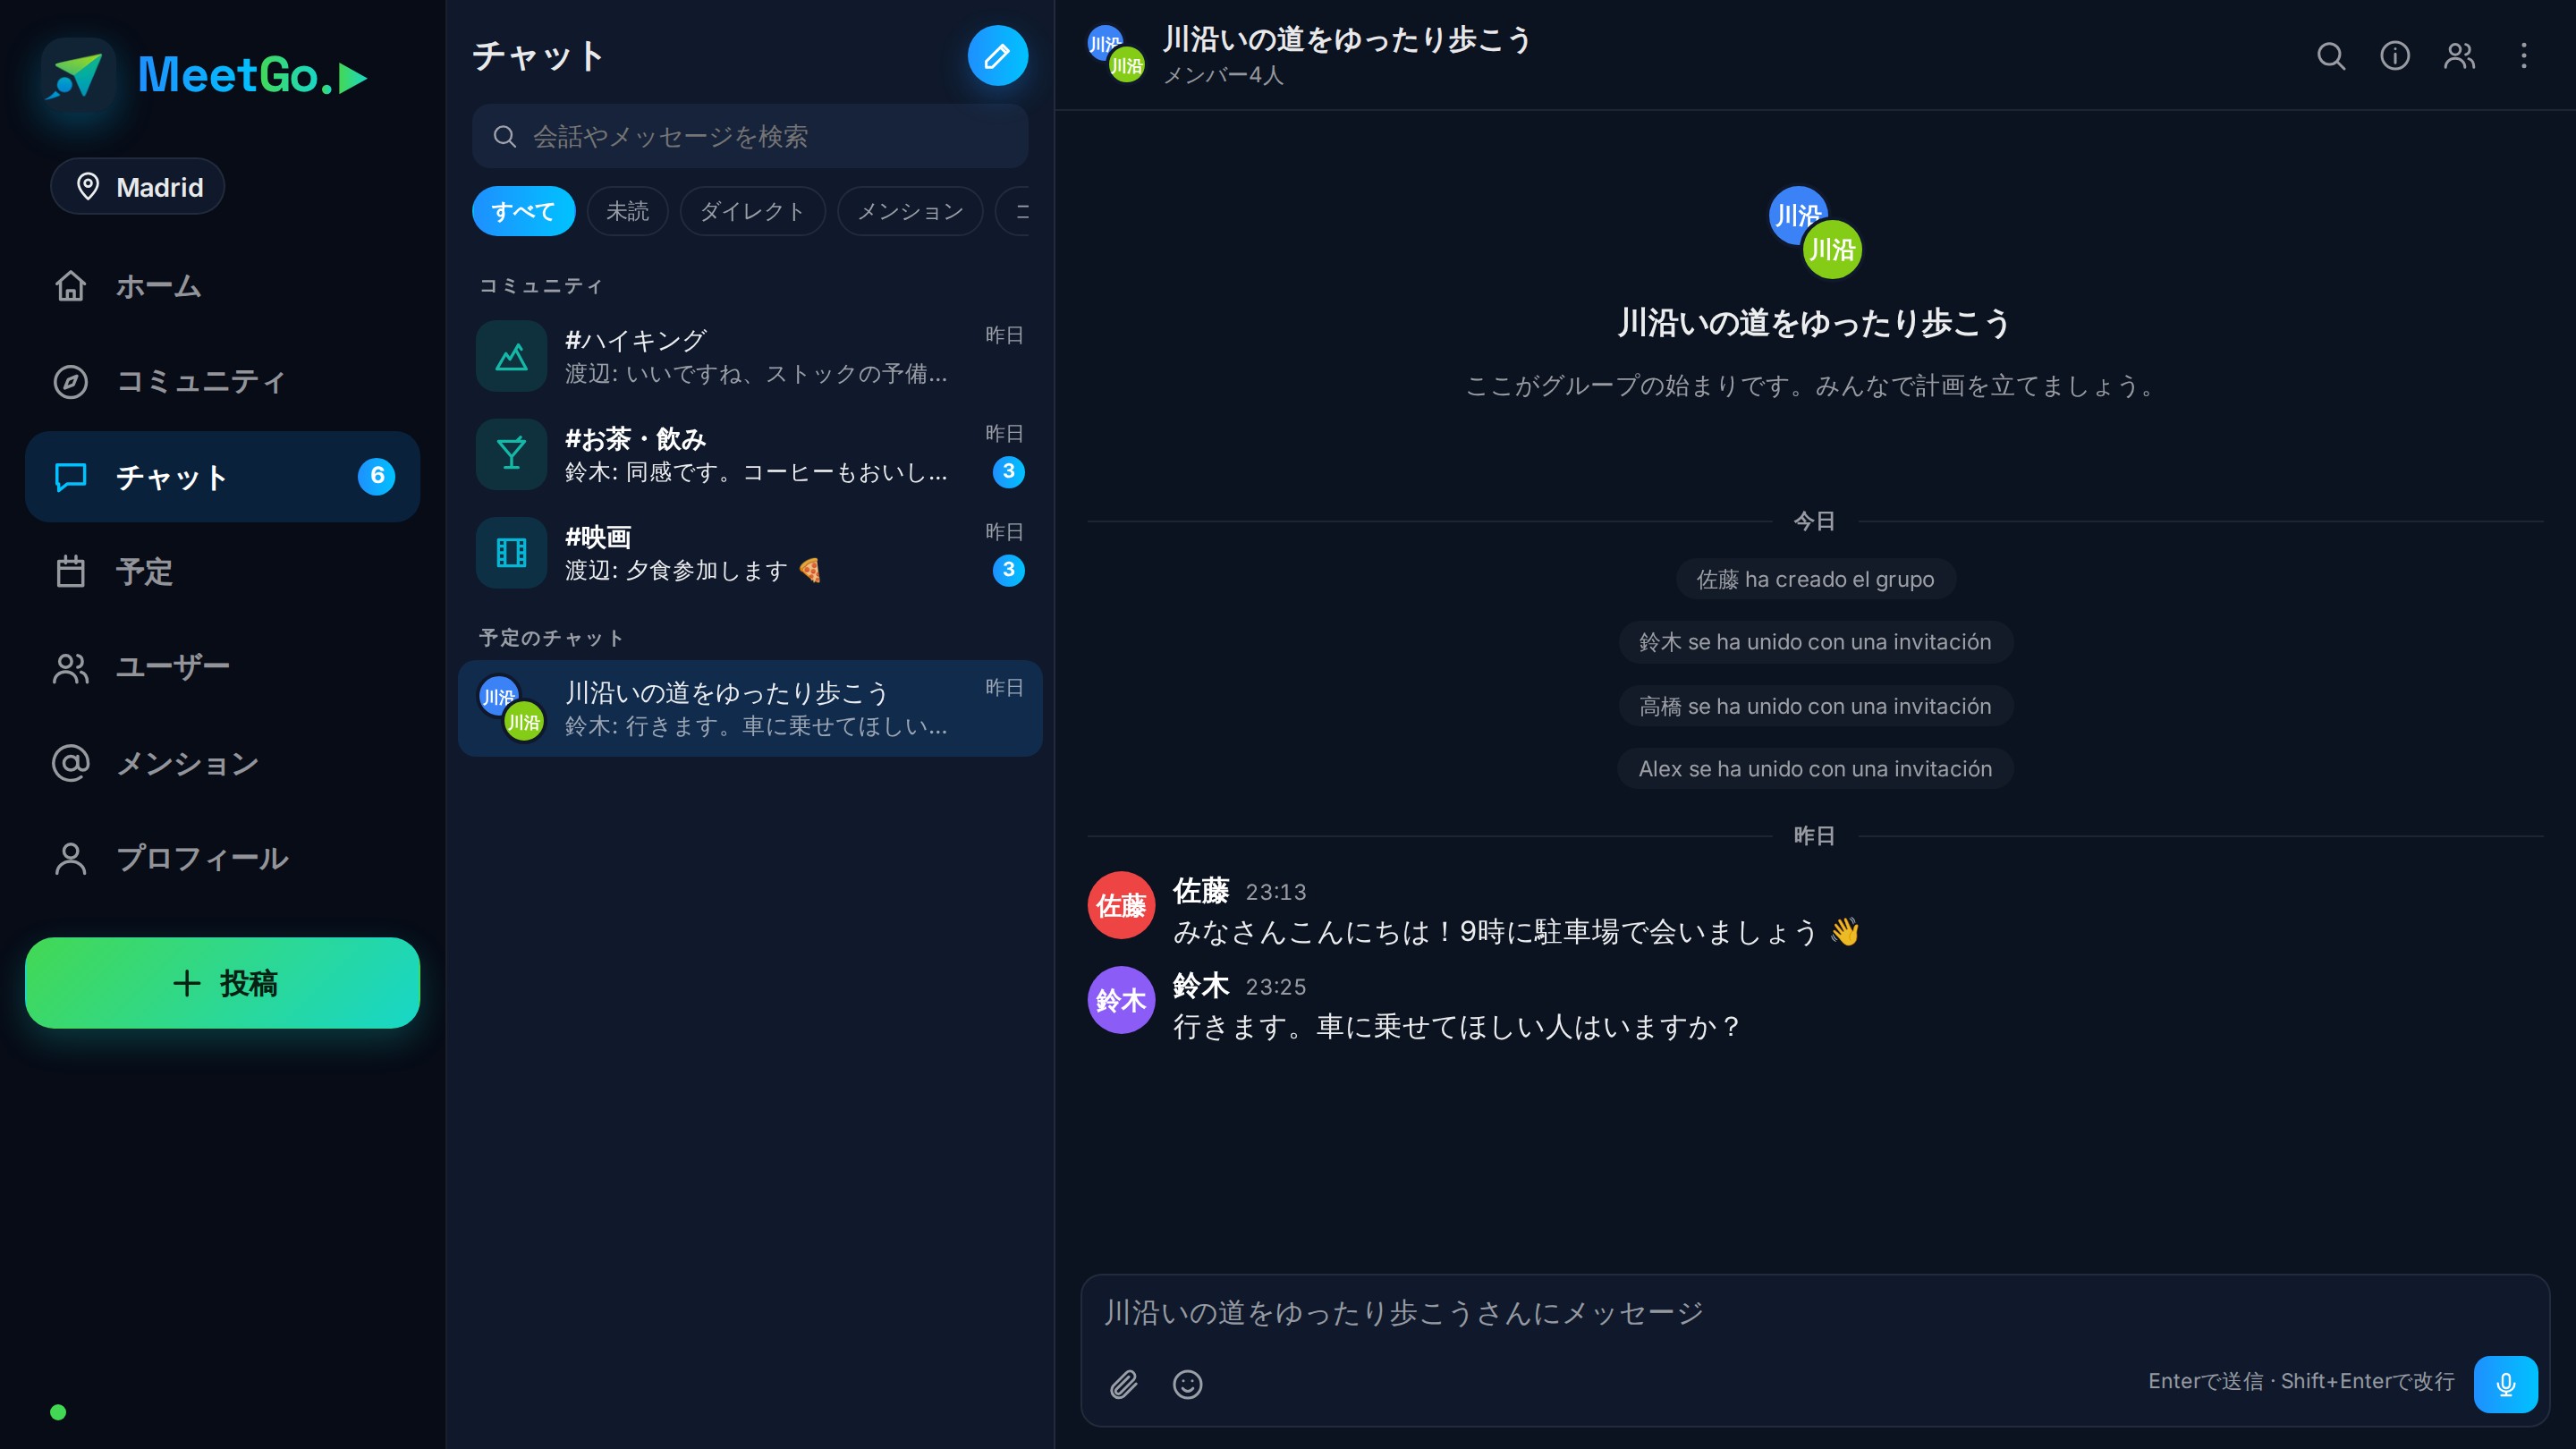 MeetGo.
Madrid
ホーム
コミュニティ
チャット
6
予定
ユーザー
メンション
プロフィール
投稿
チャット
会話やメッセージを検索
すべて
未読
ダイレクト
メンション
コミュニティ
#ハイキング
昨日
渡辺: いいですね、ストックの予備…
#お茶・飲み
昨日
鈴木: 同感です。コーヒーもおいし…
3
#映画
昨日
渡辺: 夕食参加します 🍕
3
予定のチャット
川沿
川沿
川沿いの道をゆったり歩こう
昨日
鈴木: 行きます。車に乗せてほしい…
川沿
川沿
川沿いの道をゆったり歩こう
メンバー4人
川沿
川沿
川沿いの道をゆったり歩こう
ここがグループの始まりです。みんなで計画を立てましょう。
今日
佐藤 ha creado el grupo
鈴木 se ha unido con una invitación
高橋 se ha unido con una invitación
Alex se ha unido con una invitación
昨日
佐藤
佐藤 23:13
みなさんこんにちは！9時に駐車場で会いましょう 👋
鈴木
鈴木 23:25
行きます。車に乗せてほしい人はいますか？
川沿いの道をゆったり歩こうさんにメッセージ
Enterで送信 · Shift+Enterで改行